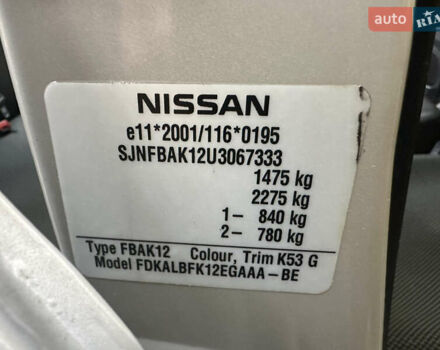 auto RIA
NISSAN
e11*2001/116*0195
SJNFBAK12U3067333
1475 kg
2275 kg
1- 840 kg
2- 780 kg
Type FBAK12 Colour, Trim K53 G
Model FDKALBFK12EGAAA-BE